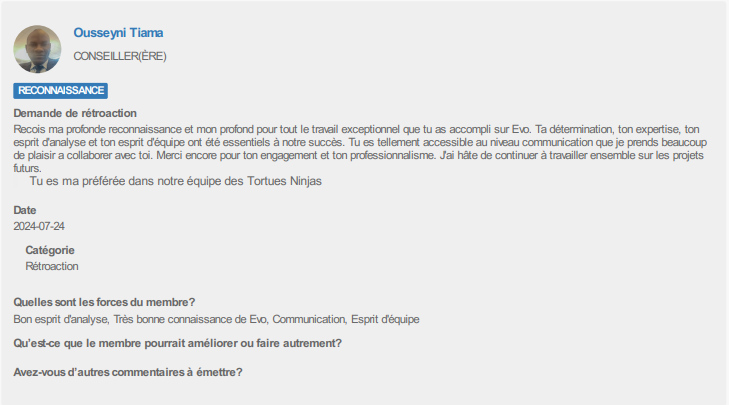 Ousseyni Tiama
CONSEILLER(ÈRE)
RECONNAISSANCE
Demande de rétroaction
Recois ma profonde reconnaissance et mon profond pour tout le travail exceptionnel que tu as accompli sur Evo. Ta détermination, ton expertise, ton
esprit d'analyse et ton esprit d'équipe ont été essentiels à notre succès. Tu es tellement accessible au niveau communication que je prends beaucoup
de plaisir a collaborer avec toi. Merci encore pour ton engagement et ton professionnalisme. J'ai hâte de continuer à travailler ensemble sur les projets
futurs.
Tu es ma préférée dans notre équipe des Tortues Ninjas
Date
2024-07-24
Catégorie
Rétroaction
Quelles sont les forces du membre?
Bon esprit d'analyse, Très bonne connaissance de Evo, Communication, Esprit d'équipe
Qu'est-ce que le membre pourrait améliorer ou faire autrement?
Avez-vous d'autres commentaires à émettre?